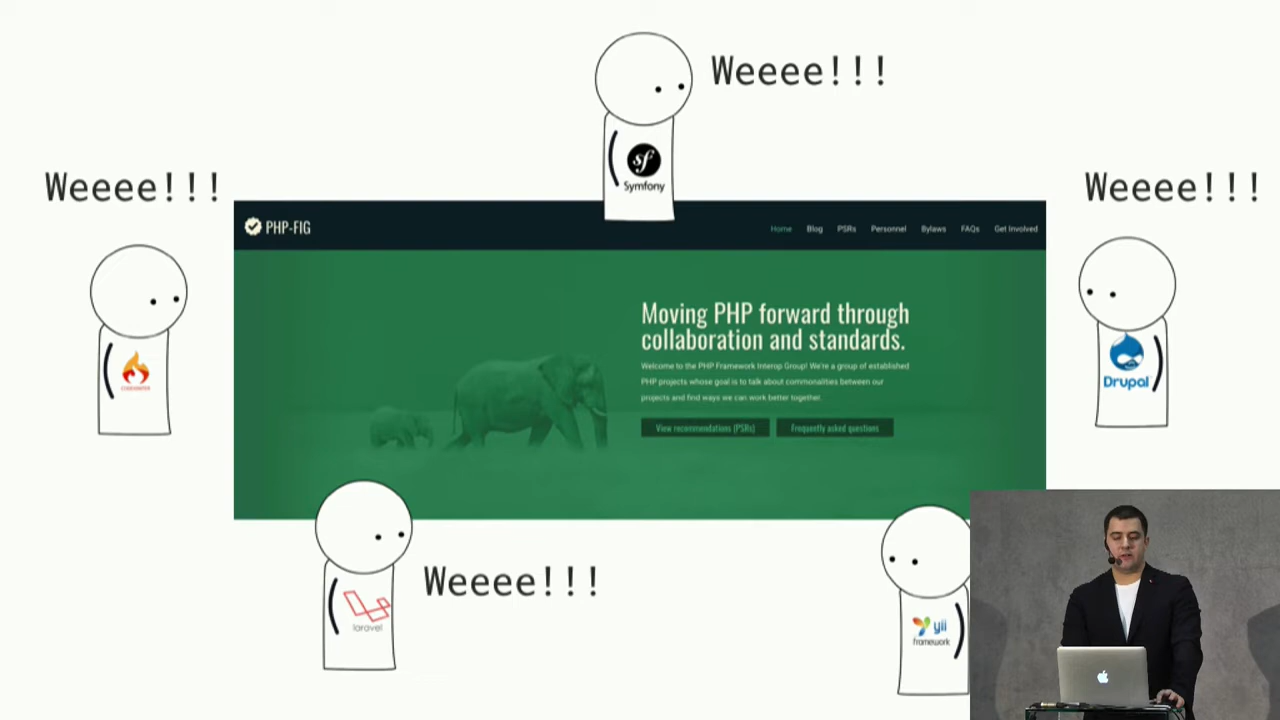 Weeee!!!
Weeee!!!
Weeee!!!
sf
Symfony
PHP-FIG
Home Blog PSRs Personnel Bylaws FAQs Get Involved
Moving PHP forward through
collaboration and standards.
Welcome to the PHP Framework Interop Group! We're a group of established
PHP projects whose goal is to talk about commonalities between our
projects and find ways we can work better together.
View recommendations (PSRs) Frequently asked questions
Drupal
Weeee!!!
laravel
yii
framework